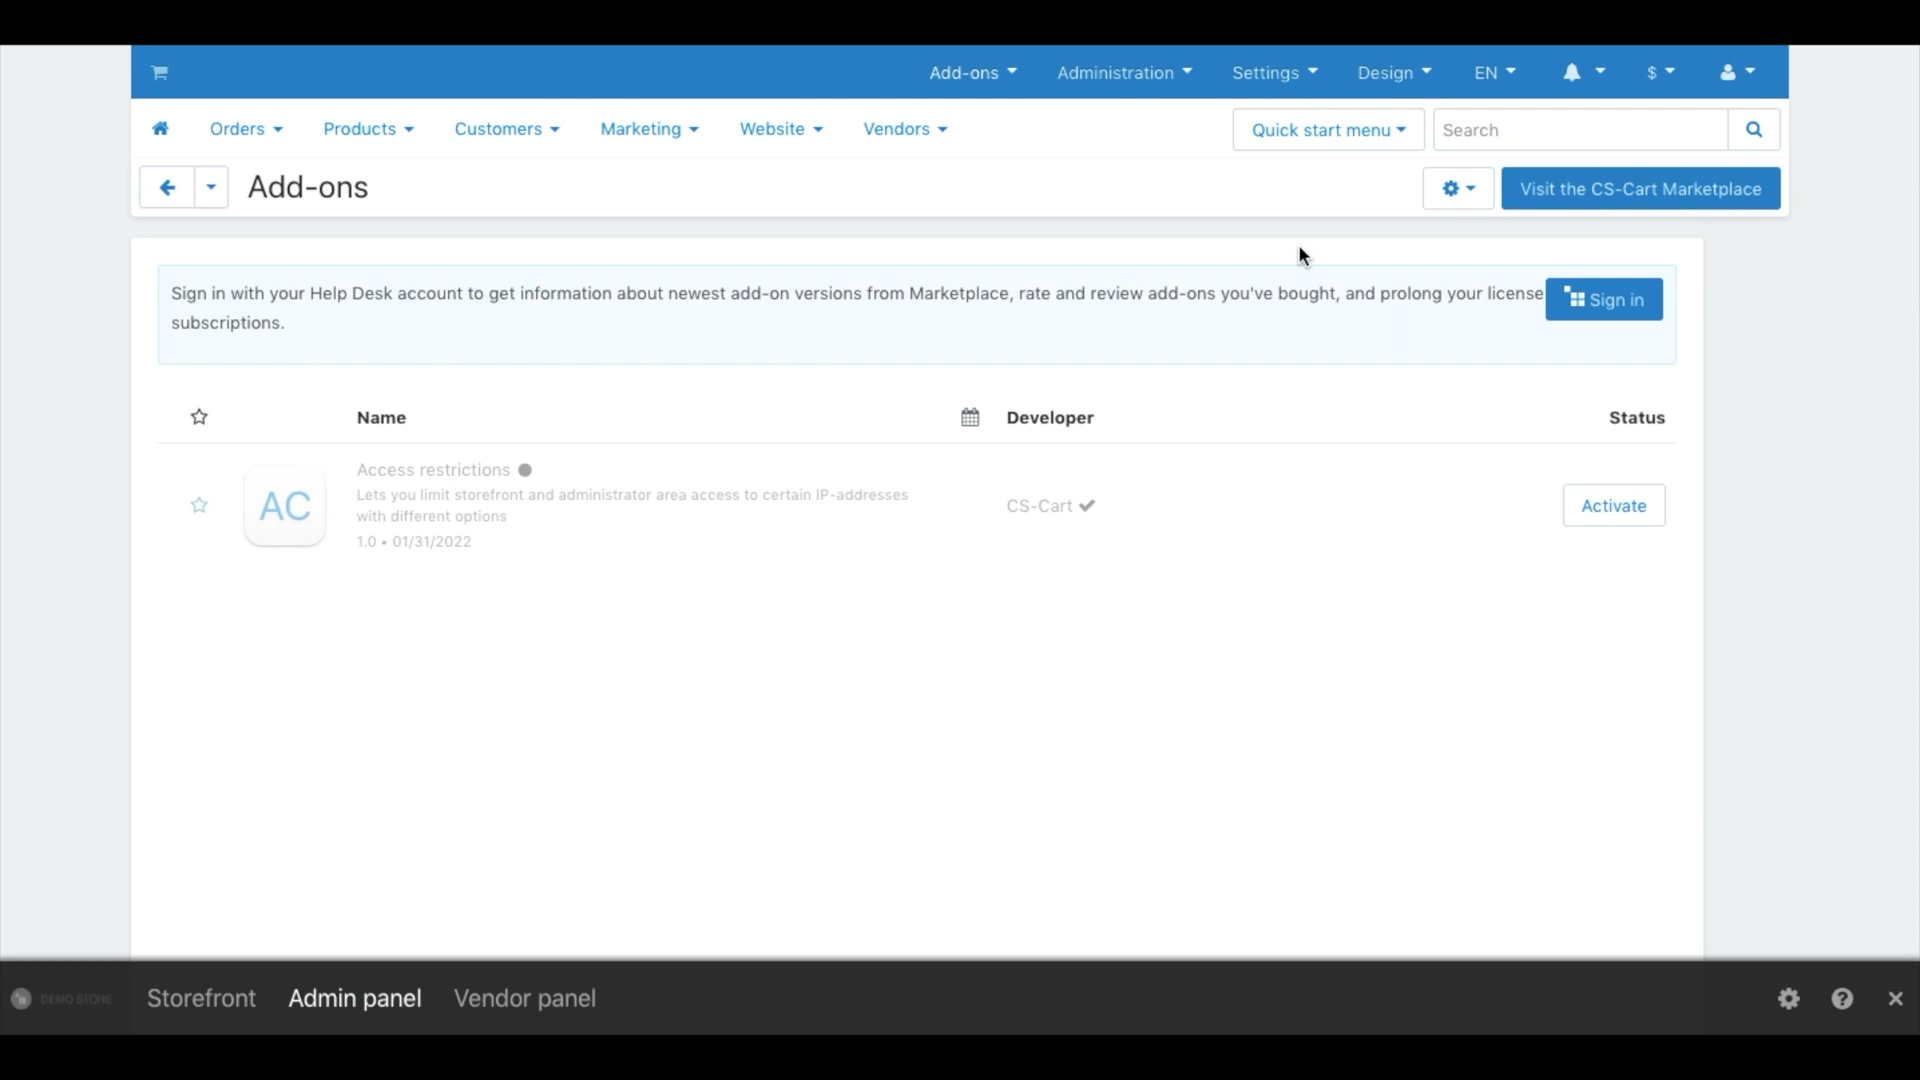 Add-ons Administration Settings Design EN $
Orders Products Customers Marketing Website Vendors Quick start menu Search
Add-ons Visit the CS-Cart Marketplace
Sign in with your Help Desk account to get information about newest add-on versions from Marketplace, rate and review add-ons you've bought, and prolong your license
subscriptions.
Sign in
Name Developer Status
AC
Access restrictions
Lets you limit storefront and administrator area access to certain IP-addresses
with different options
1.0 • 01/31/2022
CS-Cart
Activate
DEMO STORE
Storefront Admin panel Vendor panel